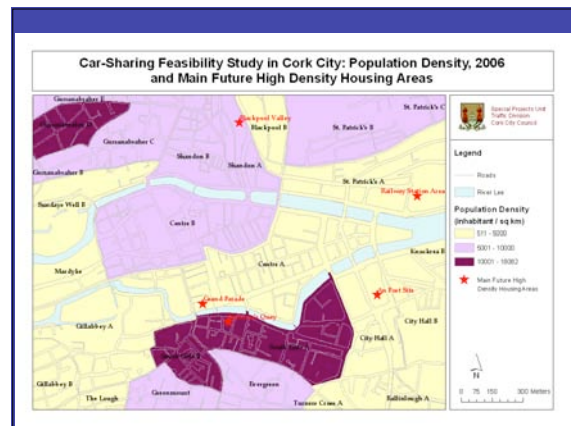 Car-Sharing Feasibility Study in Cork City: Population Density, 2006
and Main Future High Density Housing Areas
Gurranabraher E
Gurranabraher C
Gurranabraher B
Sundays Well B
Shandon B
Shandon A
Blackpool Valley
Blackpool B
St. Patrick's C
St. Patrick's B
St. Patrick's A
Railway Station Area
Centre B
Knockrea B
Mardyke
Centre A
Grand Parade
Quay
Port Site
Gillabbey A
City Hall B
City Hall A
Gillabbey B
The Lough
Greenmount
Evergreen
Turners Cross A
Ballinlough A
Special Projects Unit
Traffic Division
Cork City Council
Legend
Roads
River Lee
Population Density
(inhabitant / sq km)
511 - 5000
5001 - 10000
10001 - 18082
Main Future High
Density Housing Areas
N
0 75 150 300 Meters